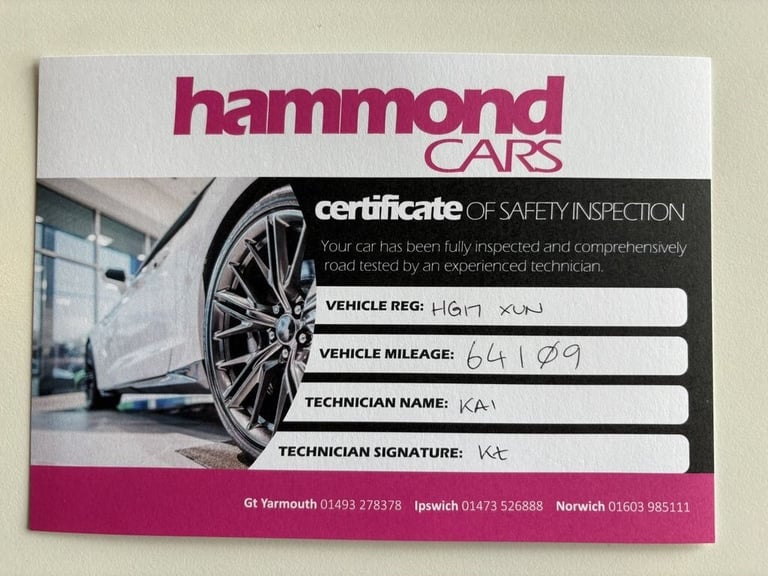 hammond
CARS
certificate OF SAFETY INSPECTION
Your car has been fully inspected and comprehensively
road tested by an experienced technician.
VEHICLE REG: HG17 XUN
VEHICLE MILEAGE: 64109
TECHNICIAN NAME: KAI
TECHNICIAN SIGNATURE: Kt
Gt Yarmouth 01493 278378 Ipswich 01473 526888 Norwich 01603 985111